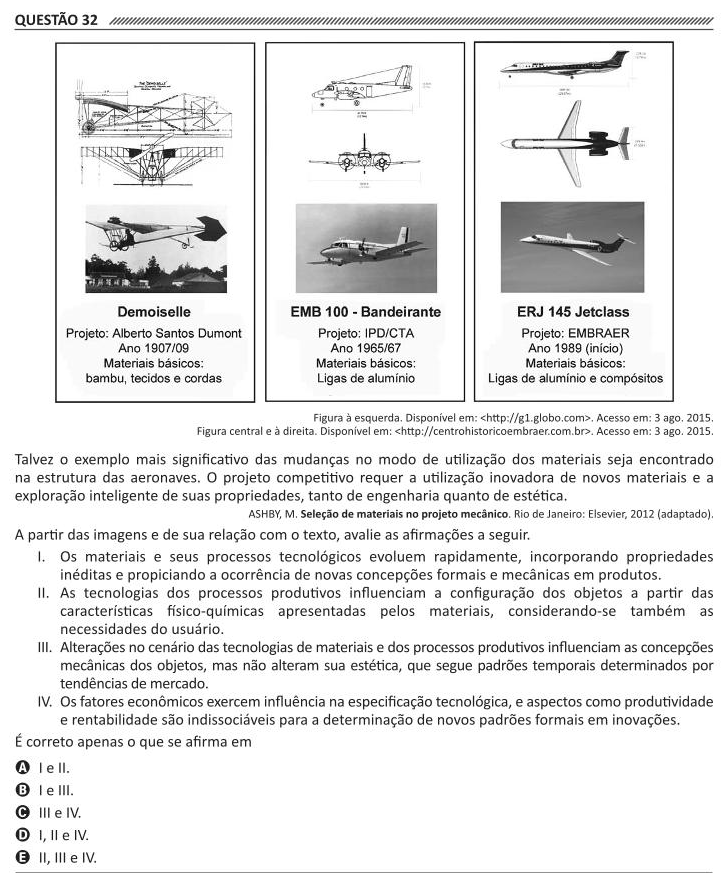 QUESTÃO 32
THE "DEMOISELLE"
Demoiselle
Projeto: Alberto Santos Dumont
Ano 1907/09
Materiais básicos:
bambu, tecidos e cordas
EMB 100 - Bandeirante
Projeto: IPD/CTA
Ano 1965/67
Materiais básicos:
Ligas de alumínio
ERJ 145 Jetclass
Projeto: EMBRAER
Ano 1989 (início)
Materiais básicos:
Ligas de alumínio e compósitos
Figura à esquerda. Disponível em: <http://g1.globo.com>. Acesso em: 3 ago. 2015.
Figura central e à direita. Disponível em: <http://centrohistoricoembraer.com.br>. Acesso em: 3 ago. 2015.
Talvez o exemplo mais significativo das mudanças no modo de utilização dos materiais seja encontrado
na estrutura das aeronaves. O projeto competitivo requer a utilização inovadora de novos materiais e a
exploração inteligente de suas propriedades, tanto de engenharia quanto de estética.
ASHBY, M. Seleção de materiais no projeto mecânico. Rio de Janeiro: Elsevier, 2012 (adaptado).
A partir das imagens e de sua relação com o texto, avalie as afirmações a seguir.
I. Os materiais e seus processos tecnológicos evoluem rapidamente, incorporando propriedades
inéditas e propiciando a ocorrência de novas concepções formais e mecânicas em produtos.
II. As tecnologias dos processos produtivos influenciam a configuração dos objetos a partir das
características físico-químicas apresentadas pelos materiais, considerando-se também as
necessidades do usuário.
III. Alterações no cenário das tecnologias de materiais e dos processos produtivos influenciam as concepções
mecânicas dos objetos, mas não alteram sua estética, que segue padrões temporais determinados por
tendências de mercado.
IV. Os fatores econômicos exercem influência na especificação tecnológica, e aspectos como produtividade
e rentabilidade são indissociáveis para a determinação de novos padrões formais em inovações.
É correto apenas o que se afirma em
A I e II.
B I e III.
C III e IV.
D I, II e IV.
E II, III e IV.